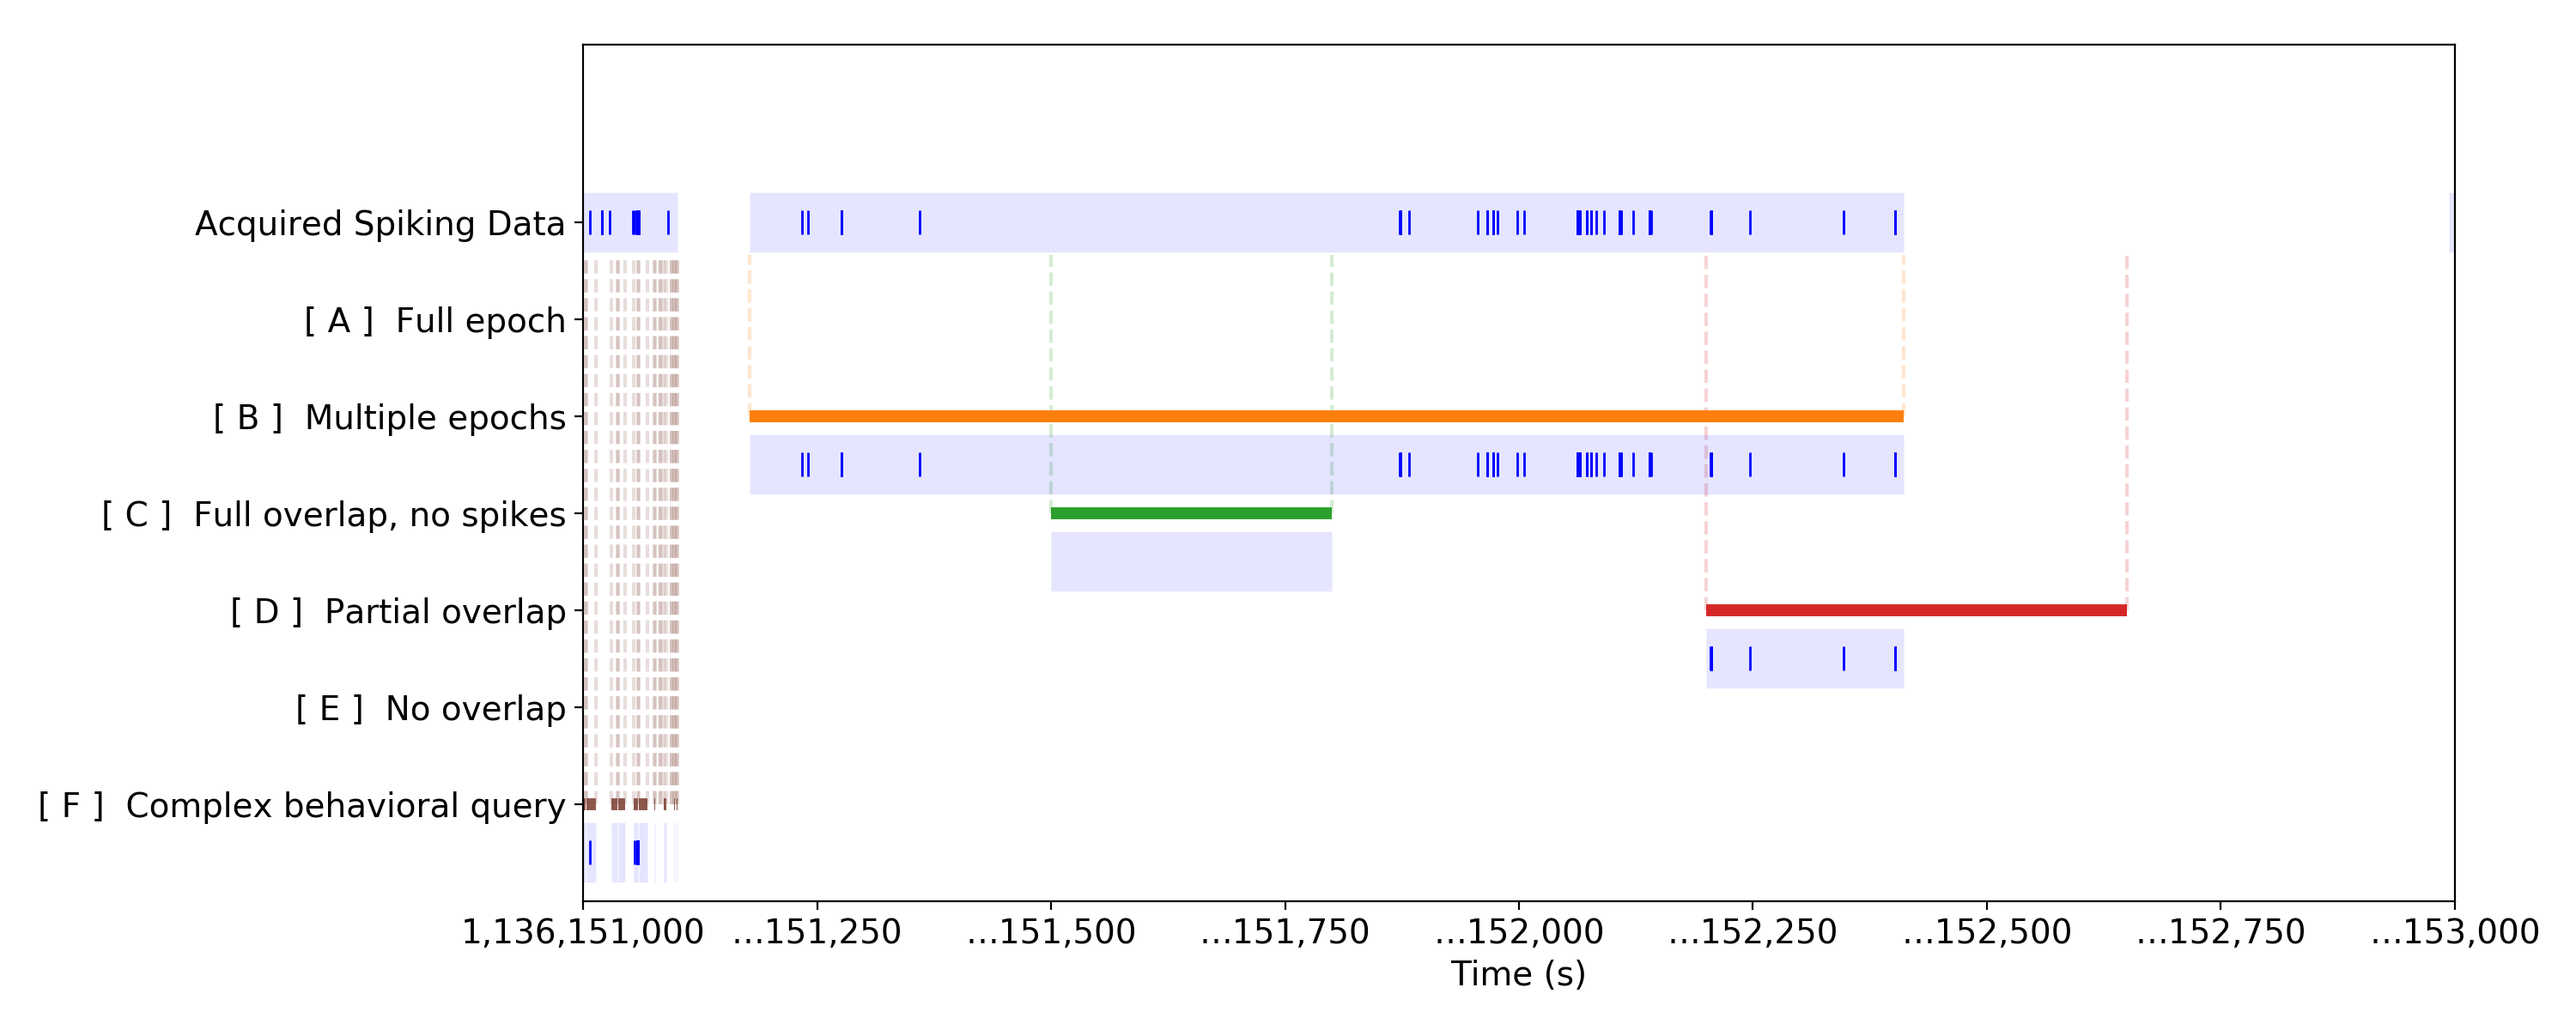 Acquired Spiking Data
[ A ]  Full epoch
[ B ]  Multiple epochs
[ C ]  Full overlap, no spikes
[ D ]  Partial overlap
[ E ]  No overlap
[ F ]  Complex behavioral query
1,136,151,000 ...151,250 ...151,500 ...151,750 ...152,000 ...152,250 ...152,500 ...152,750 ...153,000
Time (s)